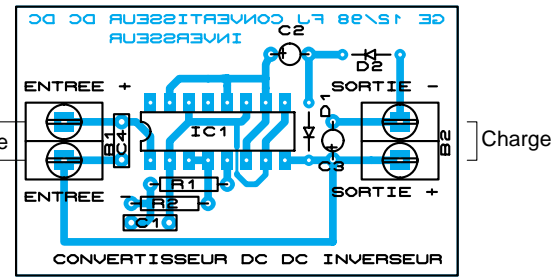 GE 12/98 FJ CONVERTISSEUR DC DC
INVERSEUR
C2
D2
ENTREE +
SORTIE -
D1
B1
C4
IC1
B2
e
Charge
C3
R1
ENTREE -
R2
SORTIE +
C1
CONVERTISSEUR DC DC INVERSEUR